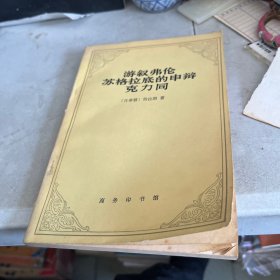 游叙弗伦
苏格拉底的申辩
克力同
〔古希腊〕柏拉图 著
商务印书馆